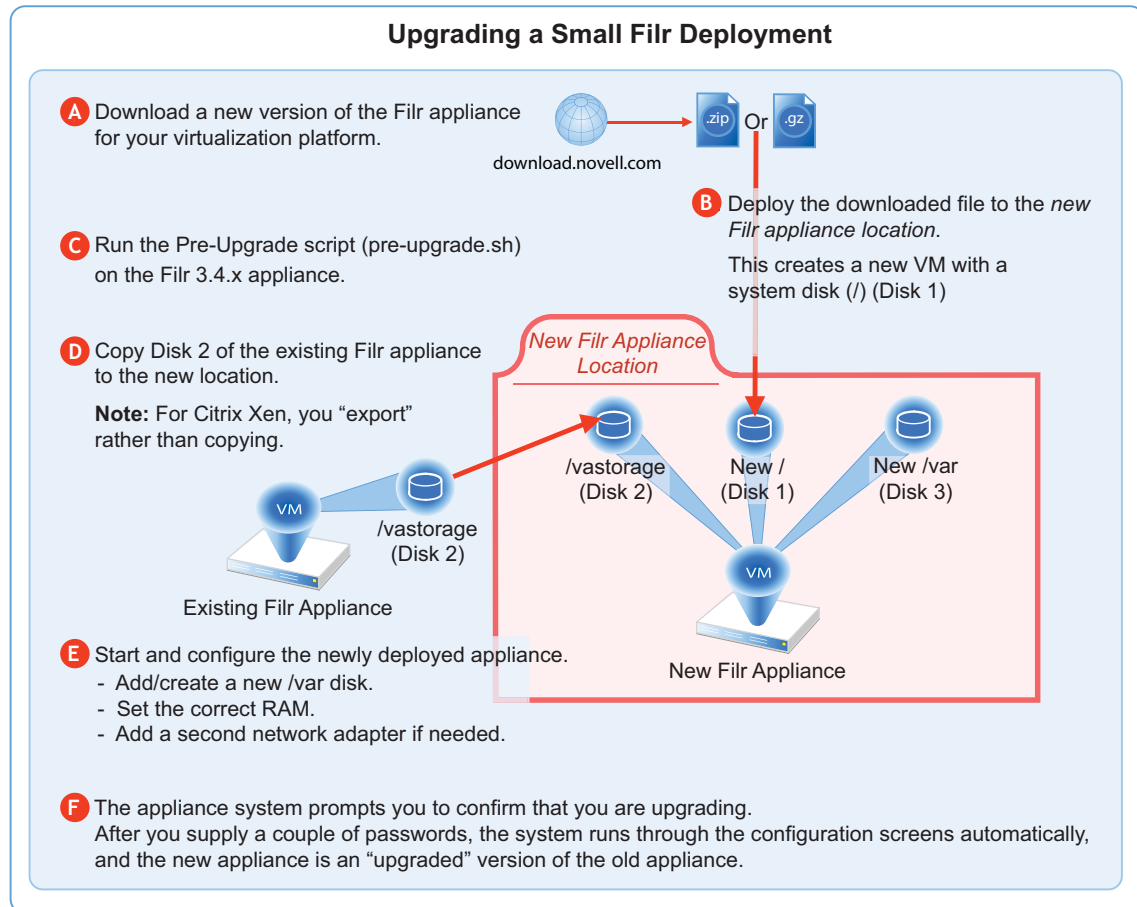 Upgrading a Small Filr Deployment
A Download a new version of the Filr appliance
for your virtualization platform.
download.novell.com
.zip Or .gz
B Deploy the downloaded file to the new
Filr appliance location.
This creates a new VM with a
system disk (/) (Disk 1)
C Run the Pre-Upgrade script (pre-upgrade.sh)
on the Filr 3.4.x appliance.
D Copy Disk 2 of the existing Filr appliance
to the new location.
Note: For Citrix Xen, you “export”
rather than copying.
VM
/vastorage
(Disk 2)
Existing Filr Appliance
New Filr Appliance
Location
/vastorage
(Disk 2)
New /
(Disk 1)
New /var
(Disk 3)
VM
New Filr Appliance
E Start and configure the newly deployed appliance.
- Add/create a new /var disk.
- Set the correct RAM.
- Add a second network adapter if needed.
F The appliance system prompts you to confirm that you are upgrading.
After you supply a couple of passwords, the system runs through the configuration screens automatically,
and the new appliance is an “upgraded” version of the old appliance.